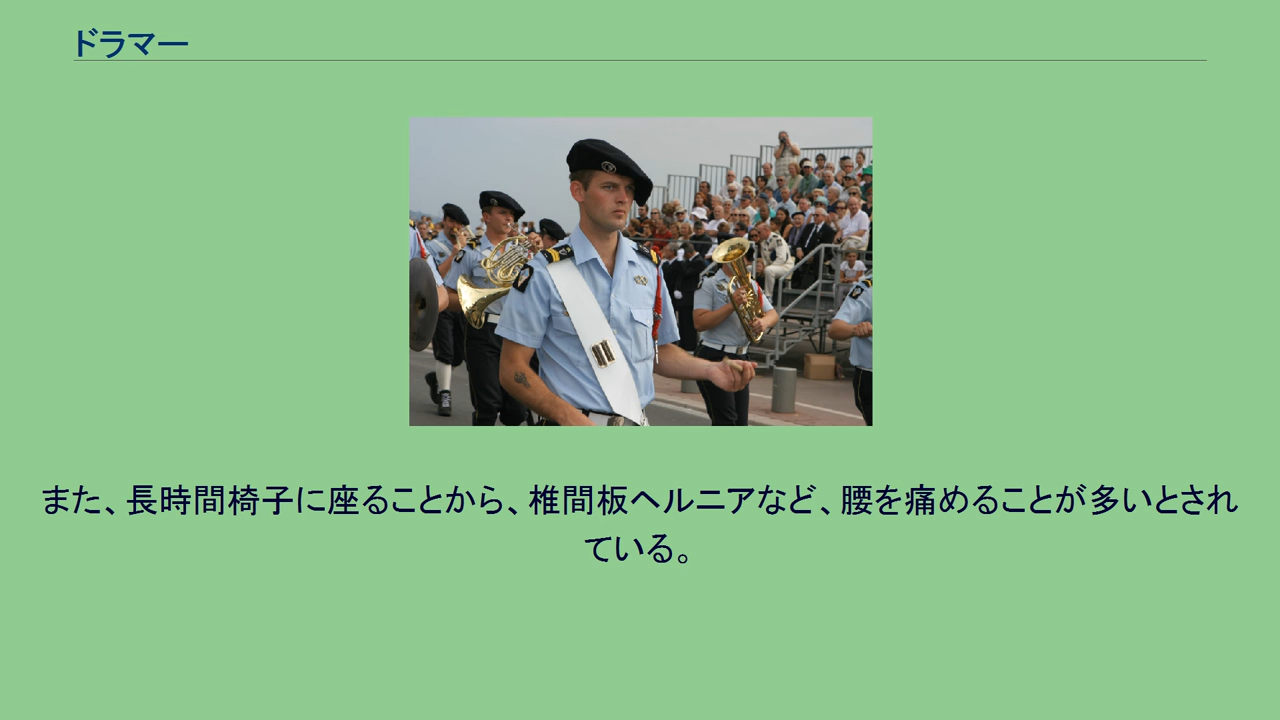 ドラマー
また、長時間椅子に座ることから、椎間板ヘルニアなど、腰を痛めることが多いとされ
ている。